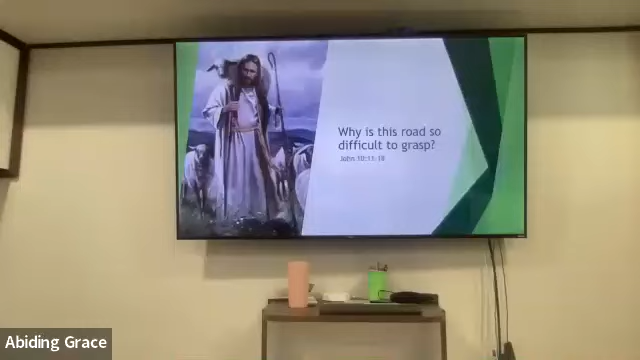 Why is this road so
difficult to grasp?
John 10:11-18
Abiding Grace